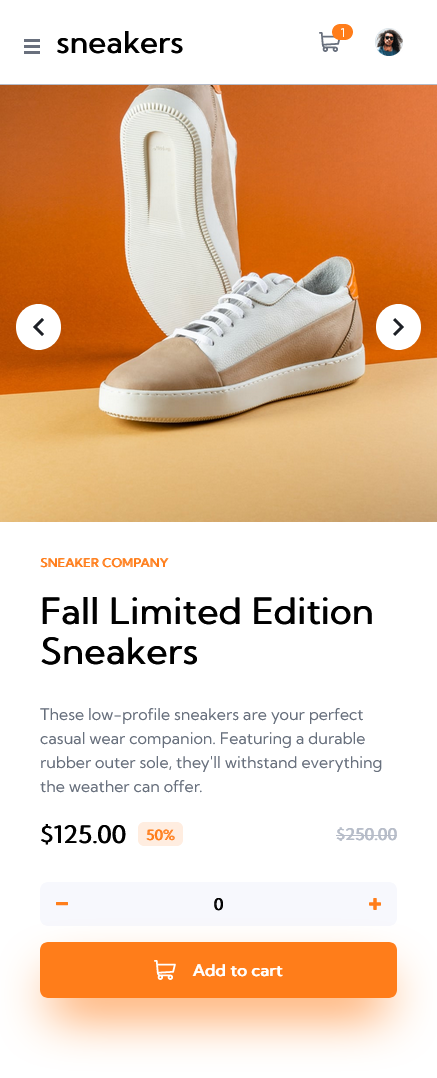 sneakers
1
SNEAKER COMPANY
Fall Limited Edition
Sneakers
These low-profile sneakers are your perfect
casual wear companion. Featuring a durable
rubber outer sole, they'll withstand everything
the weather can offer.
$125.00 50% $250.00
0
Add to cart